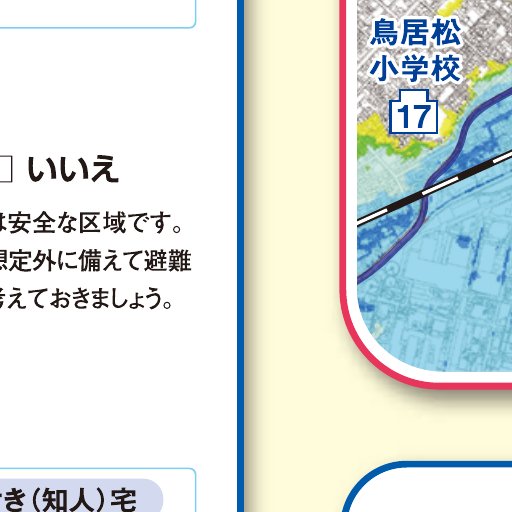 いいえ
は安全な区域です。
想定外に備えて避難
考えておきましょう。
き（知人）宅
鳥居松
小学校
17